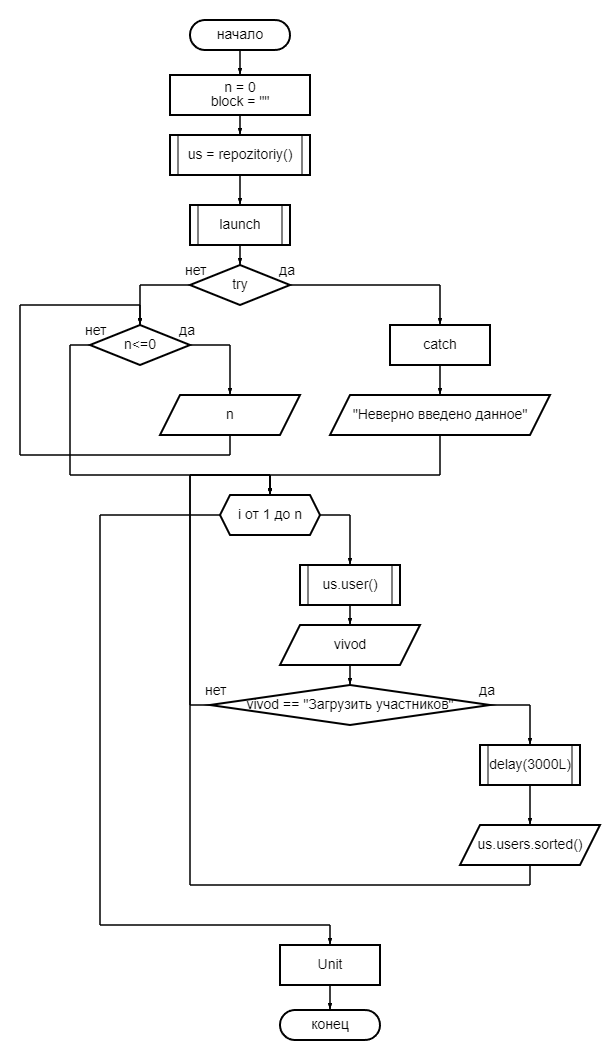 начало
n = 0
block = ""
us = repozitoriy()
launch
нет
да
try
нет
да
n<=0
catch
n
"Неверно введено данное"
i от 1 до n
us.user()
vivod
нет
да
vivod == "Загрузить участников"
delay(3000L)
us.users.sorted()
Unit
конец